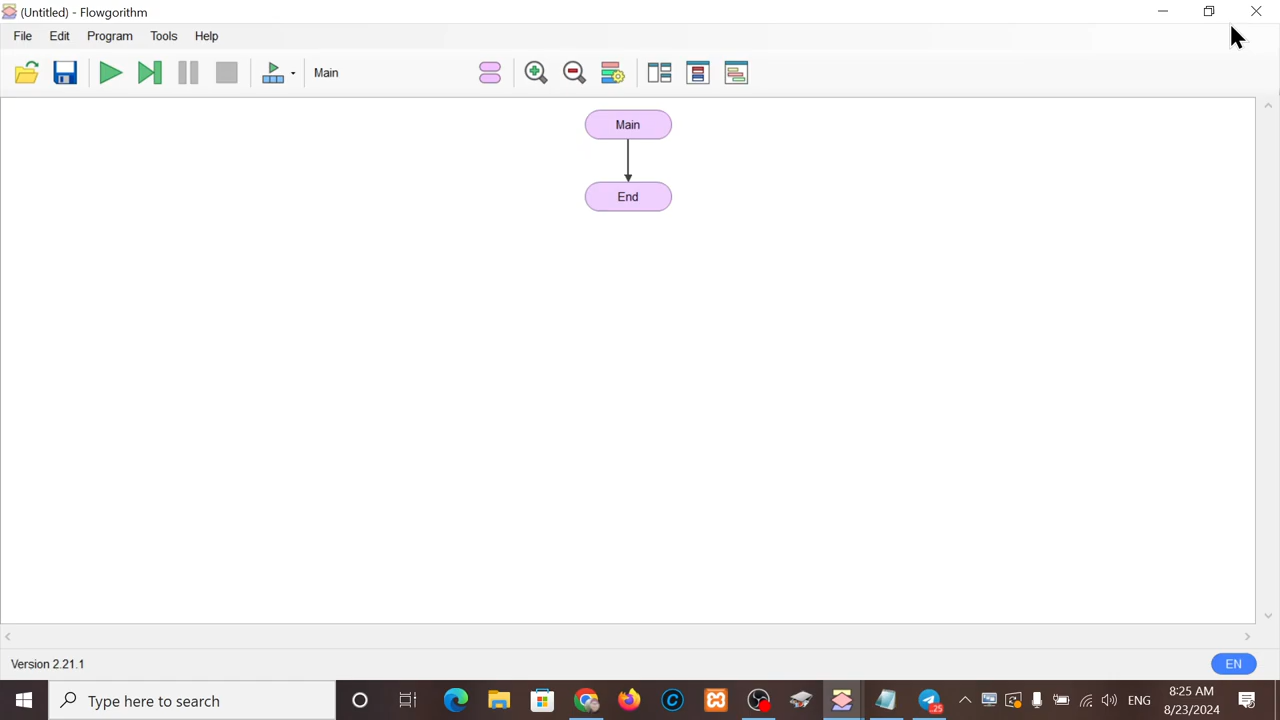 (Untitled) - Flowgorithm
File Edit Program Tools Help
Main
Main
End
Version 2.21.1
EN
Type here to search
25
ENG
8:25 AM
8/23/2024